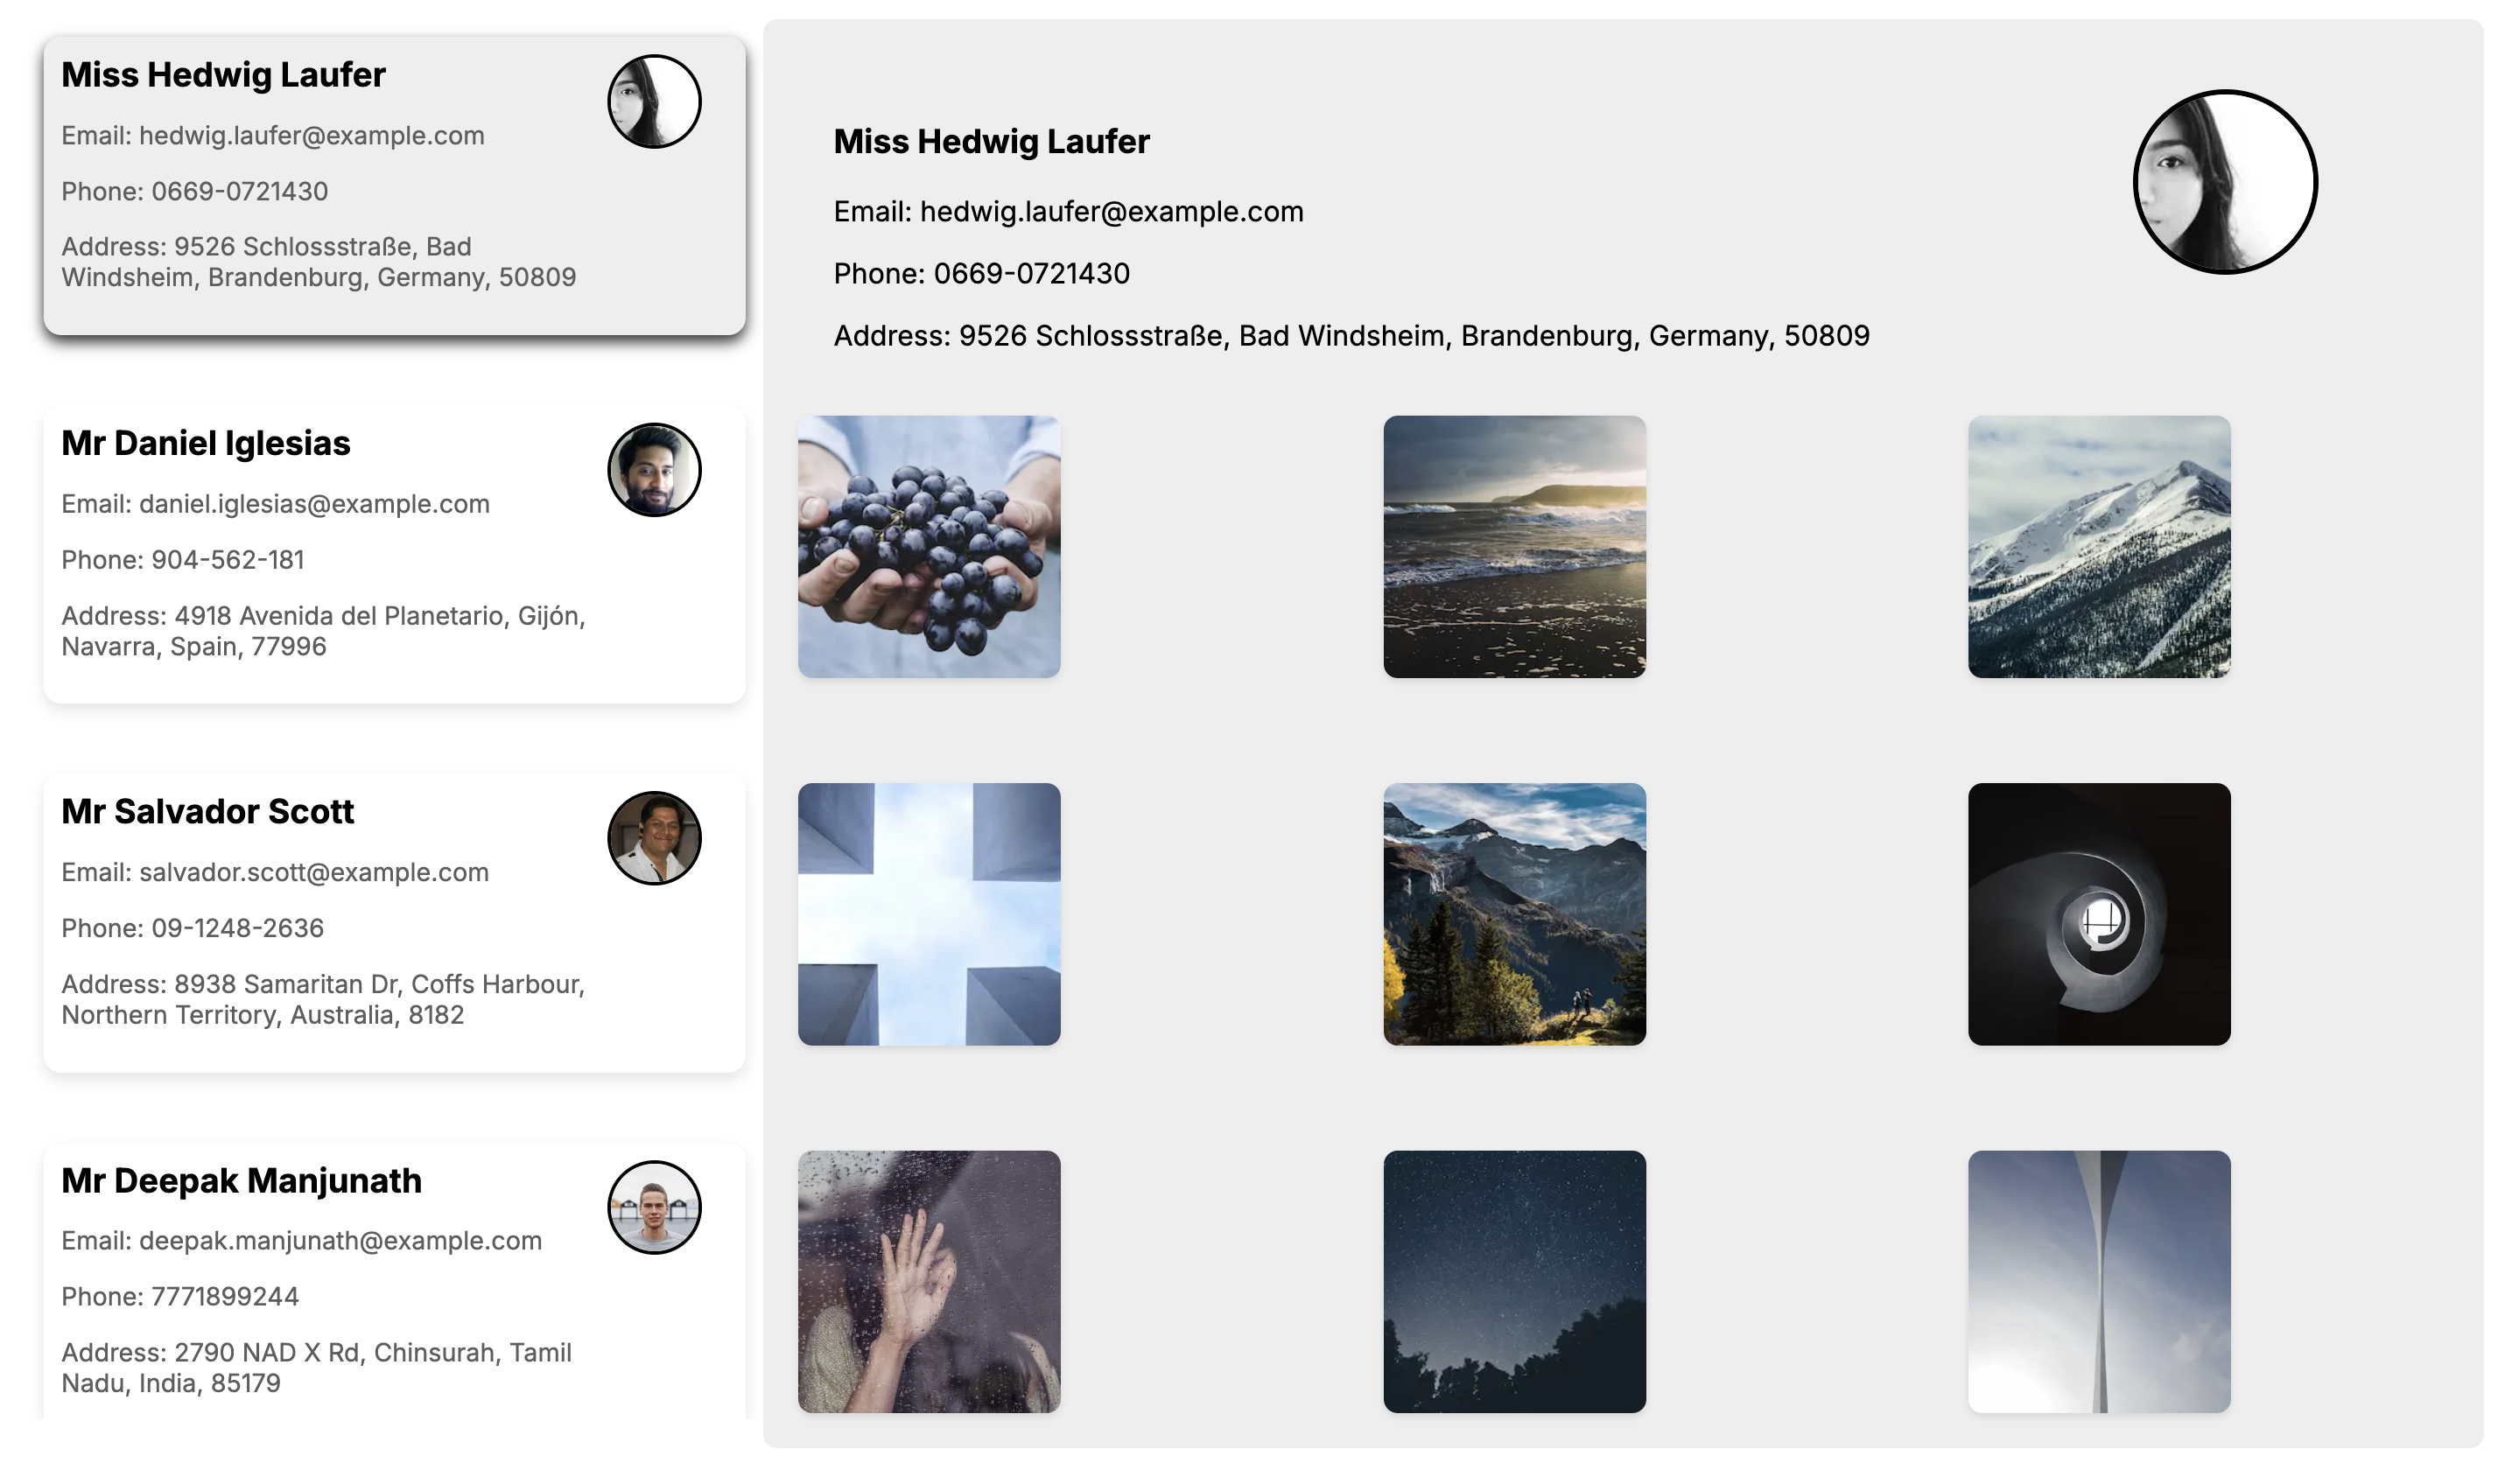 Miss Hedwig Laufer
Email: hedwig.laufer@example.com
Phone: 0669-0721430
Address: 9526 Schlossstraße, Bad
Windsheim, Brandenburg, Germany, 50809
Mr Daniel Iglesias
Email: daniel.iglesias@example.com
Phone: 904-562-181
Address: 4918 Avenida del Planetario, Gijón,
Navarra, Spain, 77996
Mr Salvador Scott
Email: salvador.scott@example.com
Phone: 09-1248-2636
Address: 8938 Samaritan Dr, Coffs Harbour,
Northern Territory, Australia, 8182
Mr Deepak Manjunath
Email: deepak.manjunath@example.com
Phone: 7771899244
Address: 2790 NAD X Rd, Chinsurah, Tamil
Nadu, India, 85179
Miss Hedwig Laufer
Email: hedwig.laufer@example.com
Phone: 0669-0721430
Address: 9526 Schlossstraße, Bad Windsheim, Brandenburg, Germany, 50809